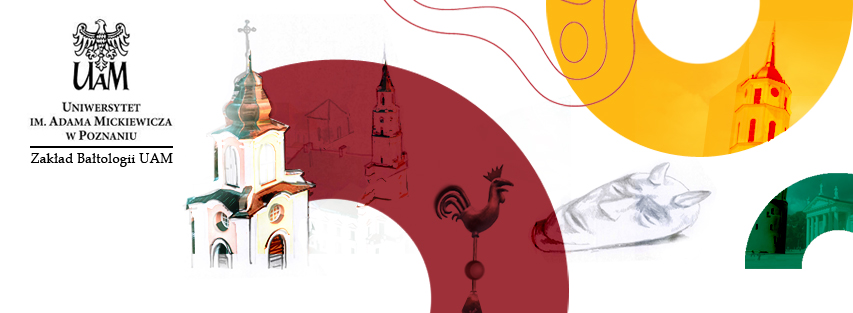 UAM
UNIWERSYTET
IM. ADAMA MICKIEWICZA
W POZNANIU
Zakład Bałtologii UAM